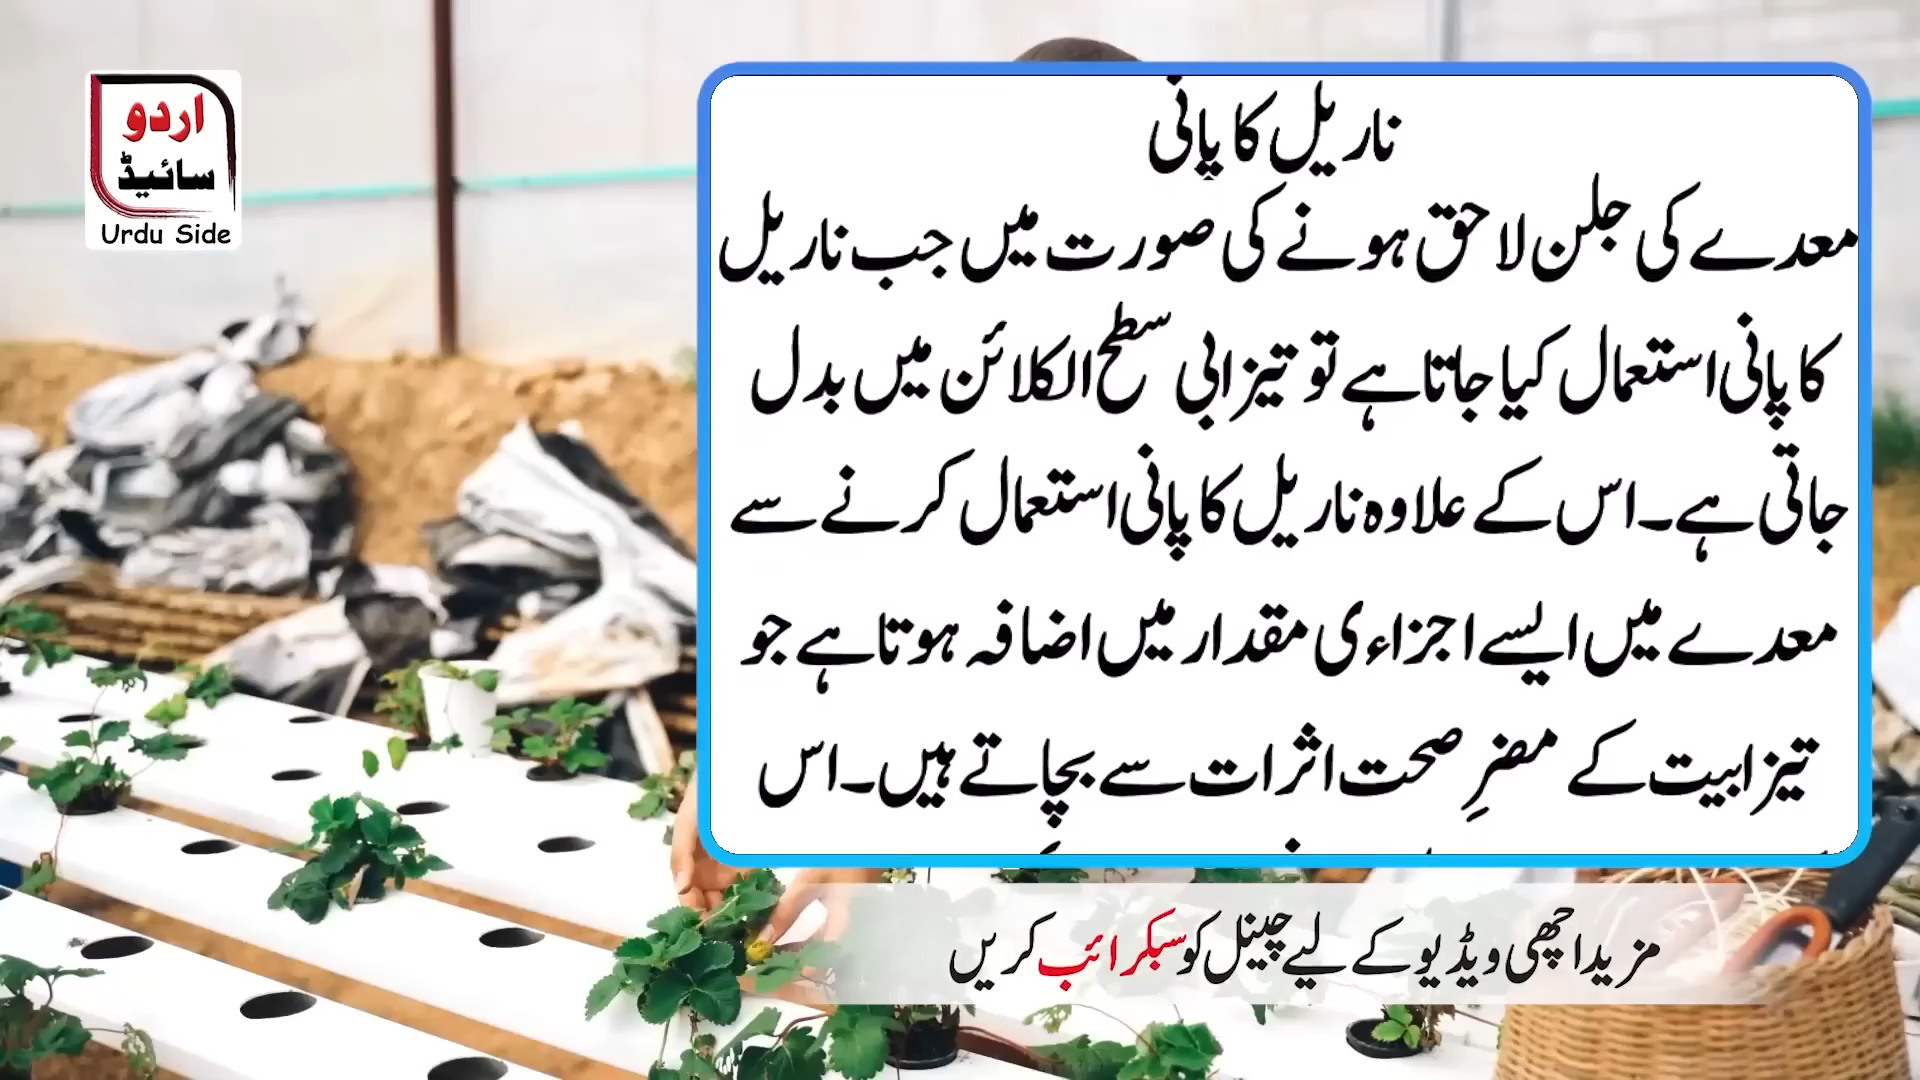 اردو
سائیڈ
Urdu Side
ناریل کا پانی
معدے کی جلن لاحق ہونے کی صورت میں جب ناریل
کا پانی استعمال کیا جاتا ہے تو تیزابی سطح الکلائن میں بدل
جاتی ہے۔ اس کے علاوہ ناریل کا پانی استعمال کرنے سے
معدے میں ایسے اجزاء کی مقدار میں اضافہ ہوتا ہے جو
تیزابیت کے مضرِ صحت اثرات سے بچاتے ہیں۔ اس
مزید اچھی ویڈیو کے لیے چینل کو سبکرائب کریں